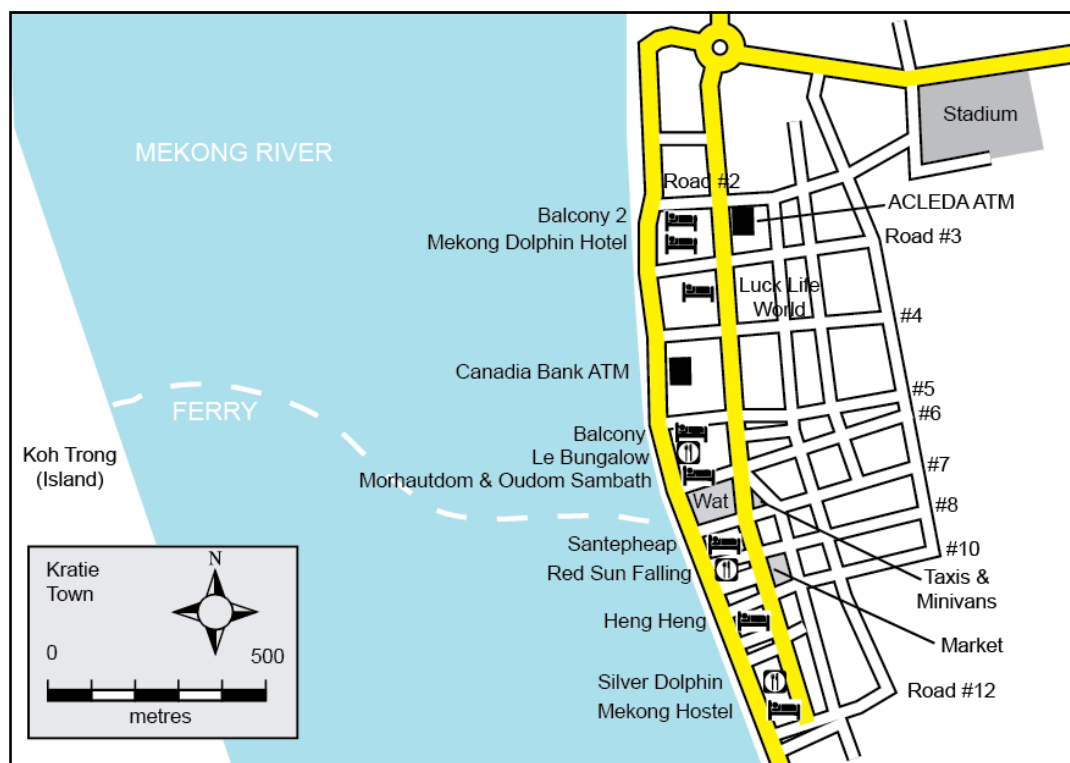 Stadium
MEKONG RIVER
Road #2
ACLEDA ATM
Balcony 2
Mekong Dolphin Hotel
Road #3
Luck Life
World
#4
Canadia Bank ATM
#5
#6
FERRY
Balcony
Le Bungalow
Morhautdom & Oudom Sambath
Koh Trong
(Island)
#7
Wat
#8
Santepheap
#10
Red Sun Falling
Taxis &
Minivans
Heng Heng
Market
Silver Dolphin
Mekong Hostel
Road #12
Kratie
Town
N
0
500
metres